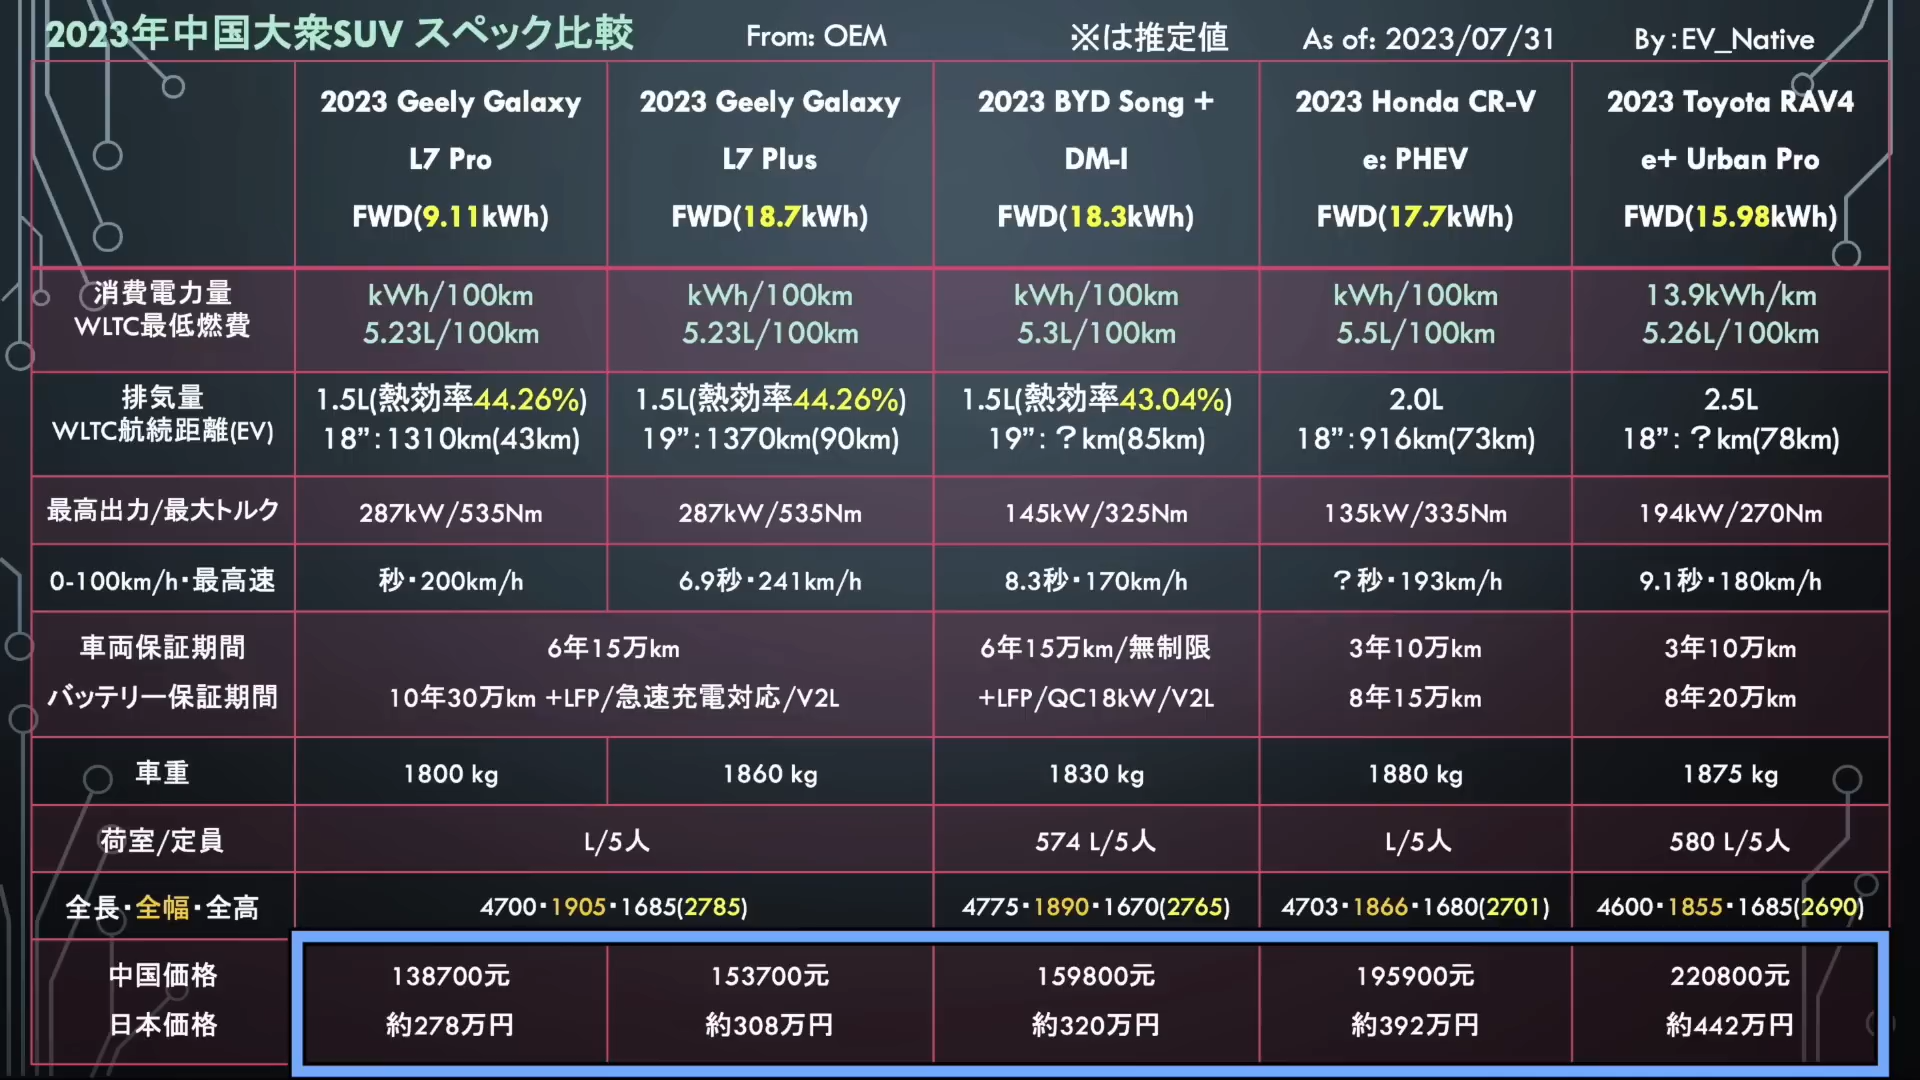 2023年中国大衆SUV スペック比較 From: OEM ※は推定値 As of: 2023/07/31 By:EV_Native
2023 Geely Galaxy L7 Pro FWD(9.11kWh)
2023 Geely Galaxy L7 Plus FWD(18.7kWh)
2023 BYD Song + DM-I FWD(18.3kWh)
2023 Honda CR-V e: PHEV FWD(17.7kWh)
2023 Toyota RAV4 e+ Urban Pro FWD(15.98kWh)
消費電力量 kWh/100km kWh/100km kWh/100km kWh/100km 13.9kWh/km
WLTC最低燃費 5.23L/100km 5.23L/100km 5.3L/100km 5.5L/100km 5.26L/100km
排気量 1.5L(熱効率44.26%) 1.5L(熱効率44.26%) 1.5L(熱効率43.04%) 2.0L 2.5L
WLTC航続距離(EV) 18”:1310km(43km) 19”:1370km(90km) 19”:?km(85km) 18”:916km(73km) 18”:?km(78km)
最高出力/最大トルク 287kW/535Nm 287kW/535Nm 145kW/325Nm 135kW/335Nm 194kW/270Nm
0-100km/h・最高速 秒・200km/h 6.9秒・241km/h 8.3秒・170km/h ?秒・193km/h 9.1秒・180km/h
車両保証期間 6年15万km 6年15万km/無制限 3年10万km 3年10万km
バッテリー保証期間 10年30万km +LFP/急速充電対応/V2L +LFP/QC18kW/V2L 8年15万km 8年20万km
車重 1800 kg 1860 kg 1830 kg 1880 kg 1875 kg
荷室/定員 L/5人 574 L/5人 L/5人 580 L/5人
全長・全幅・全高 4700・1905・1685(2785) 4775・1890・1670(2765) 4703・1866・1680(2701) 4600・1855・1685(2690)
中国価格 138700元 153700元 159800元 195900元 220800元
日本価格 約278万円 約308万円 約320万円 約392万円 約442万円